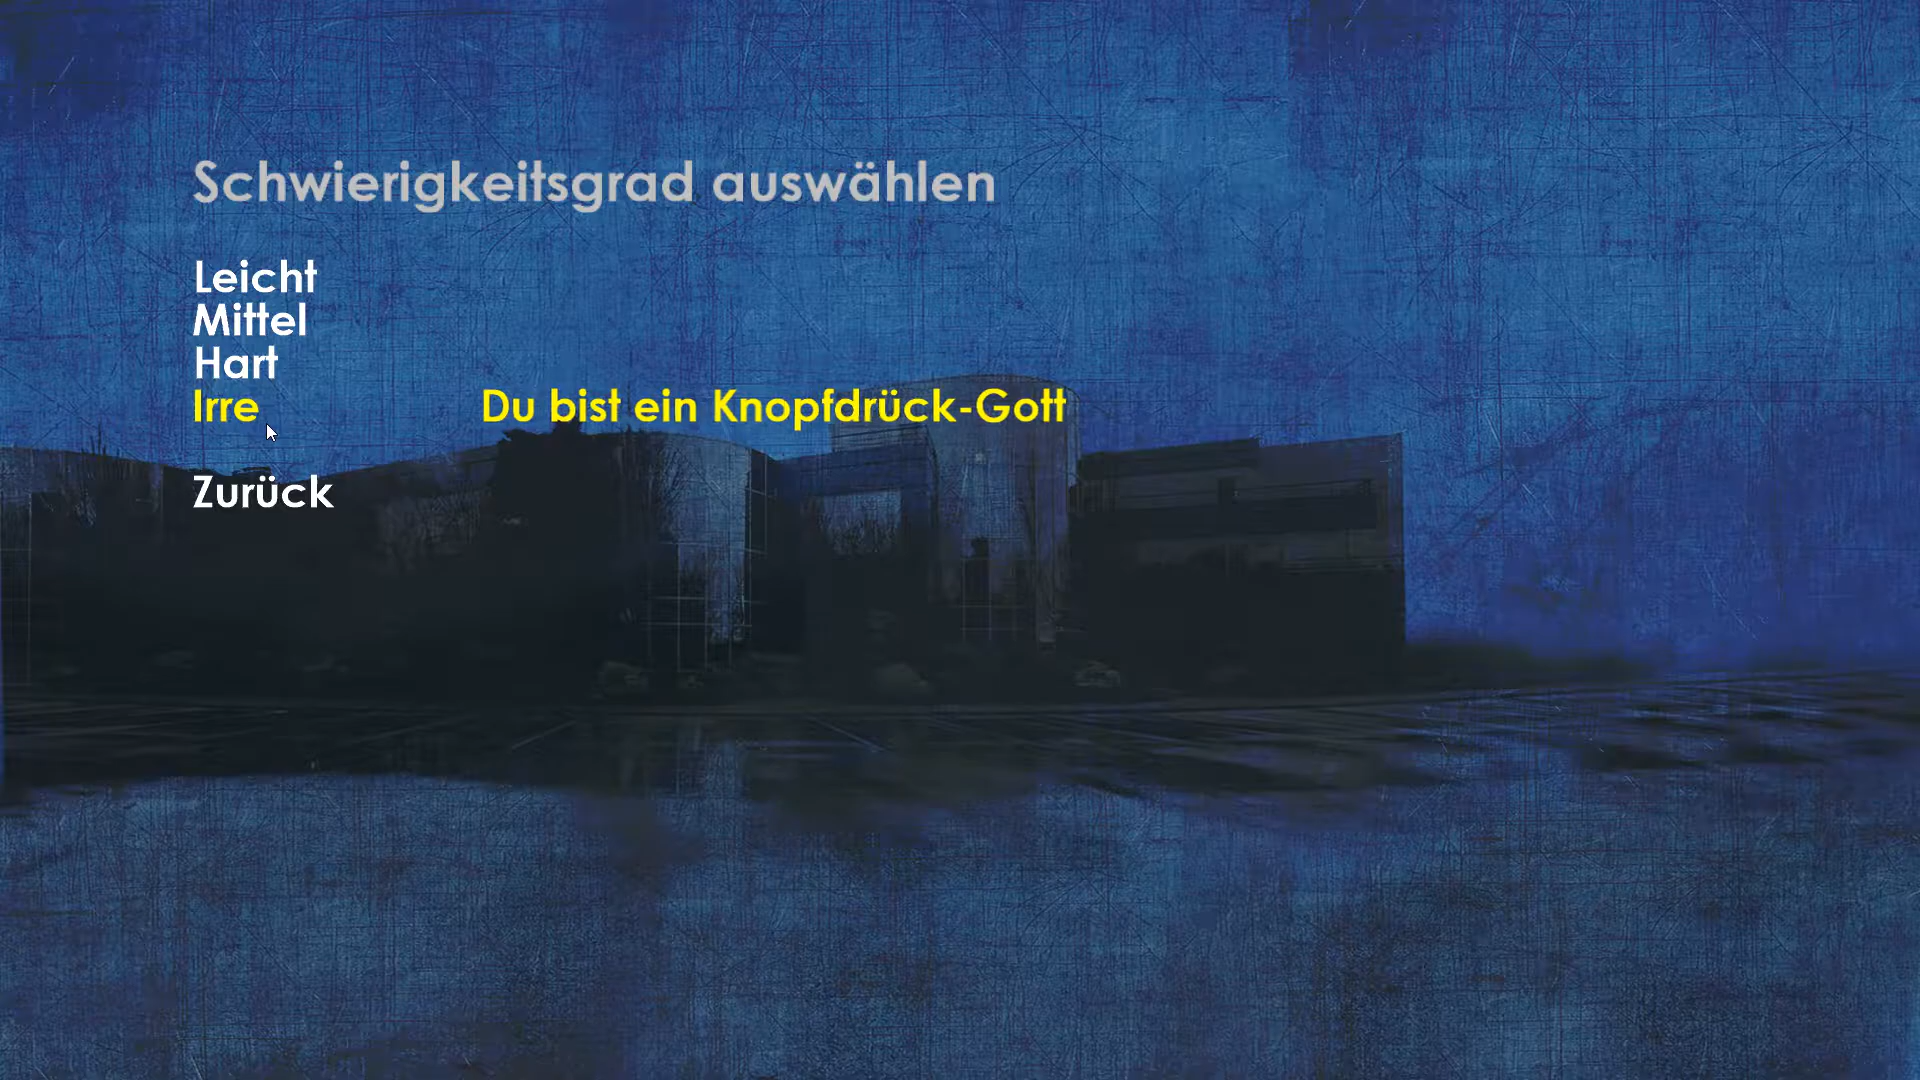 Schwierigkeitsgrad auswählen
Leicht
Mittel
Hart
Irre Du bist ein Knopfdrück-Gott
Zurück